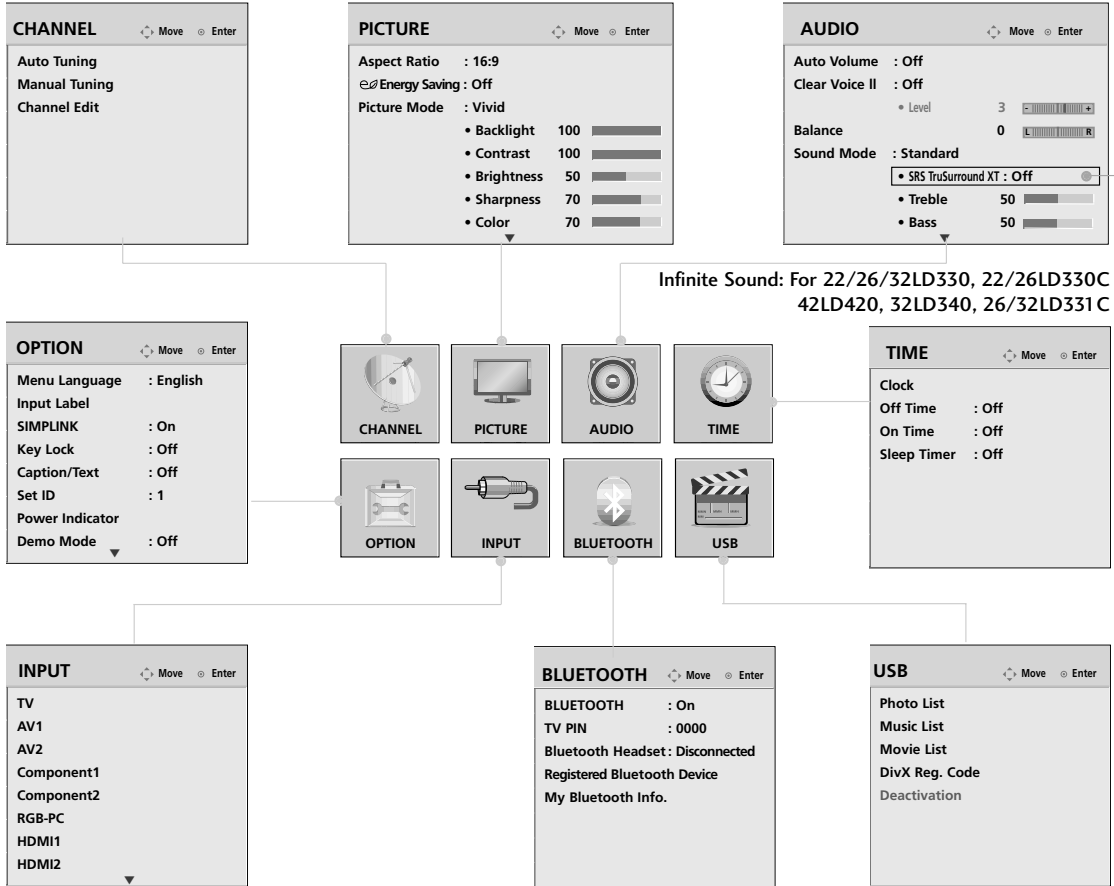 CHANNEL Move Enter
Auto Tuning
Manual Tuning
Channel Edit
PICTURE Move Enter
Aspect Ratio : 16:9
Energy Saving : Off
Picture Mode : Vivid
• Backlight 100
• Contrast 100
• Brightness 50
• Sharpness 70
• Color 70
AUDIO Move Enter
Auto Volume : Off
Clear Voice ll : Off
• Level 3 - +
Balance 0 L R
Sound Mode : Standard
• SRS TruSurround XT : Off
• Treble 50
• Bass 50
Infinite Sound: For 22/26/32LD330, 22/26LD330C
42LD420, 32LD340, 26/32LD331C
OPTION Move Enter
Menu Language : English
Input Label
SIMPLINK : On
Key Lock : Off
Caption/Text : Off
Set ID : 1
Power Indicator
Demo Mode : Off
CHANNEL
PICTURE
AUDIO
TIME
OPTION
INPUT
BLUETOOTH
USB
TIME Move Enter
Clock
Off Time : Off
On Time : Off
Sleep Timer : Off
INPUT Move Enter
TV
AV1
AV2
Component1
Component2
RGB-PC
HDMI1
HDMI2
BLUETOOTH Move Enter
BLUETOOTH : On
TV PIN : 0000
Bluetooth Headset : Disconnected
Registered Bluetooth Device
My Bluetooth Info.
USB Move Enter
Photo List
Music List
Movie List
DivX Reg. Code
Deactivation